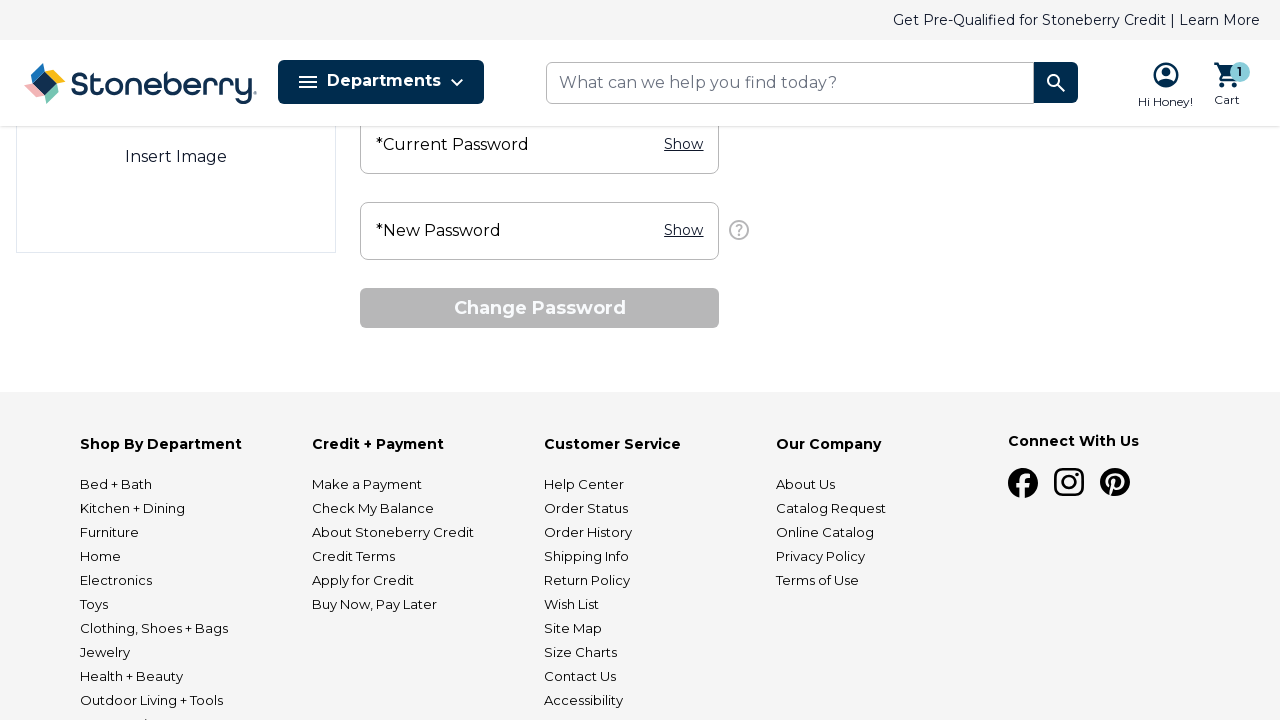 Get Pre-Qualified for Stoneberry Credit | Learn More
Stoneberry
Departments
What can we help you find today?
Hi Honey!
1
Cart
Insert Image
*Current Password
Show
*New Password
Show
Change Password
Shop By Department
Bed + Bath
Kitchen + Dining
Furniture
Home
Electronics
Toys
Clothing, Shoes + Bags
Jewelry
Health + Beauty
Outdoor Living + Tools
Credit + Payment
Make a Payment
Check My Balance
About Stoneberry Credit
Credit Terms
Apply for Credit
Buy Now, Pay Later
Customer Service
Help Center
Order Status
Order History
Shipping Info
Return Policy
Wish List
Site Map
Size Charts
Contact Us
Accessibility
Our Company
About Us
Catalog Request
Online Catalog
Privacy Policy
Terms of Use
Connect With Us